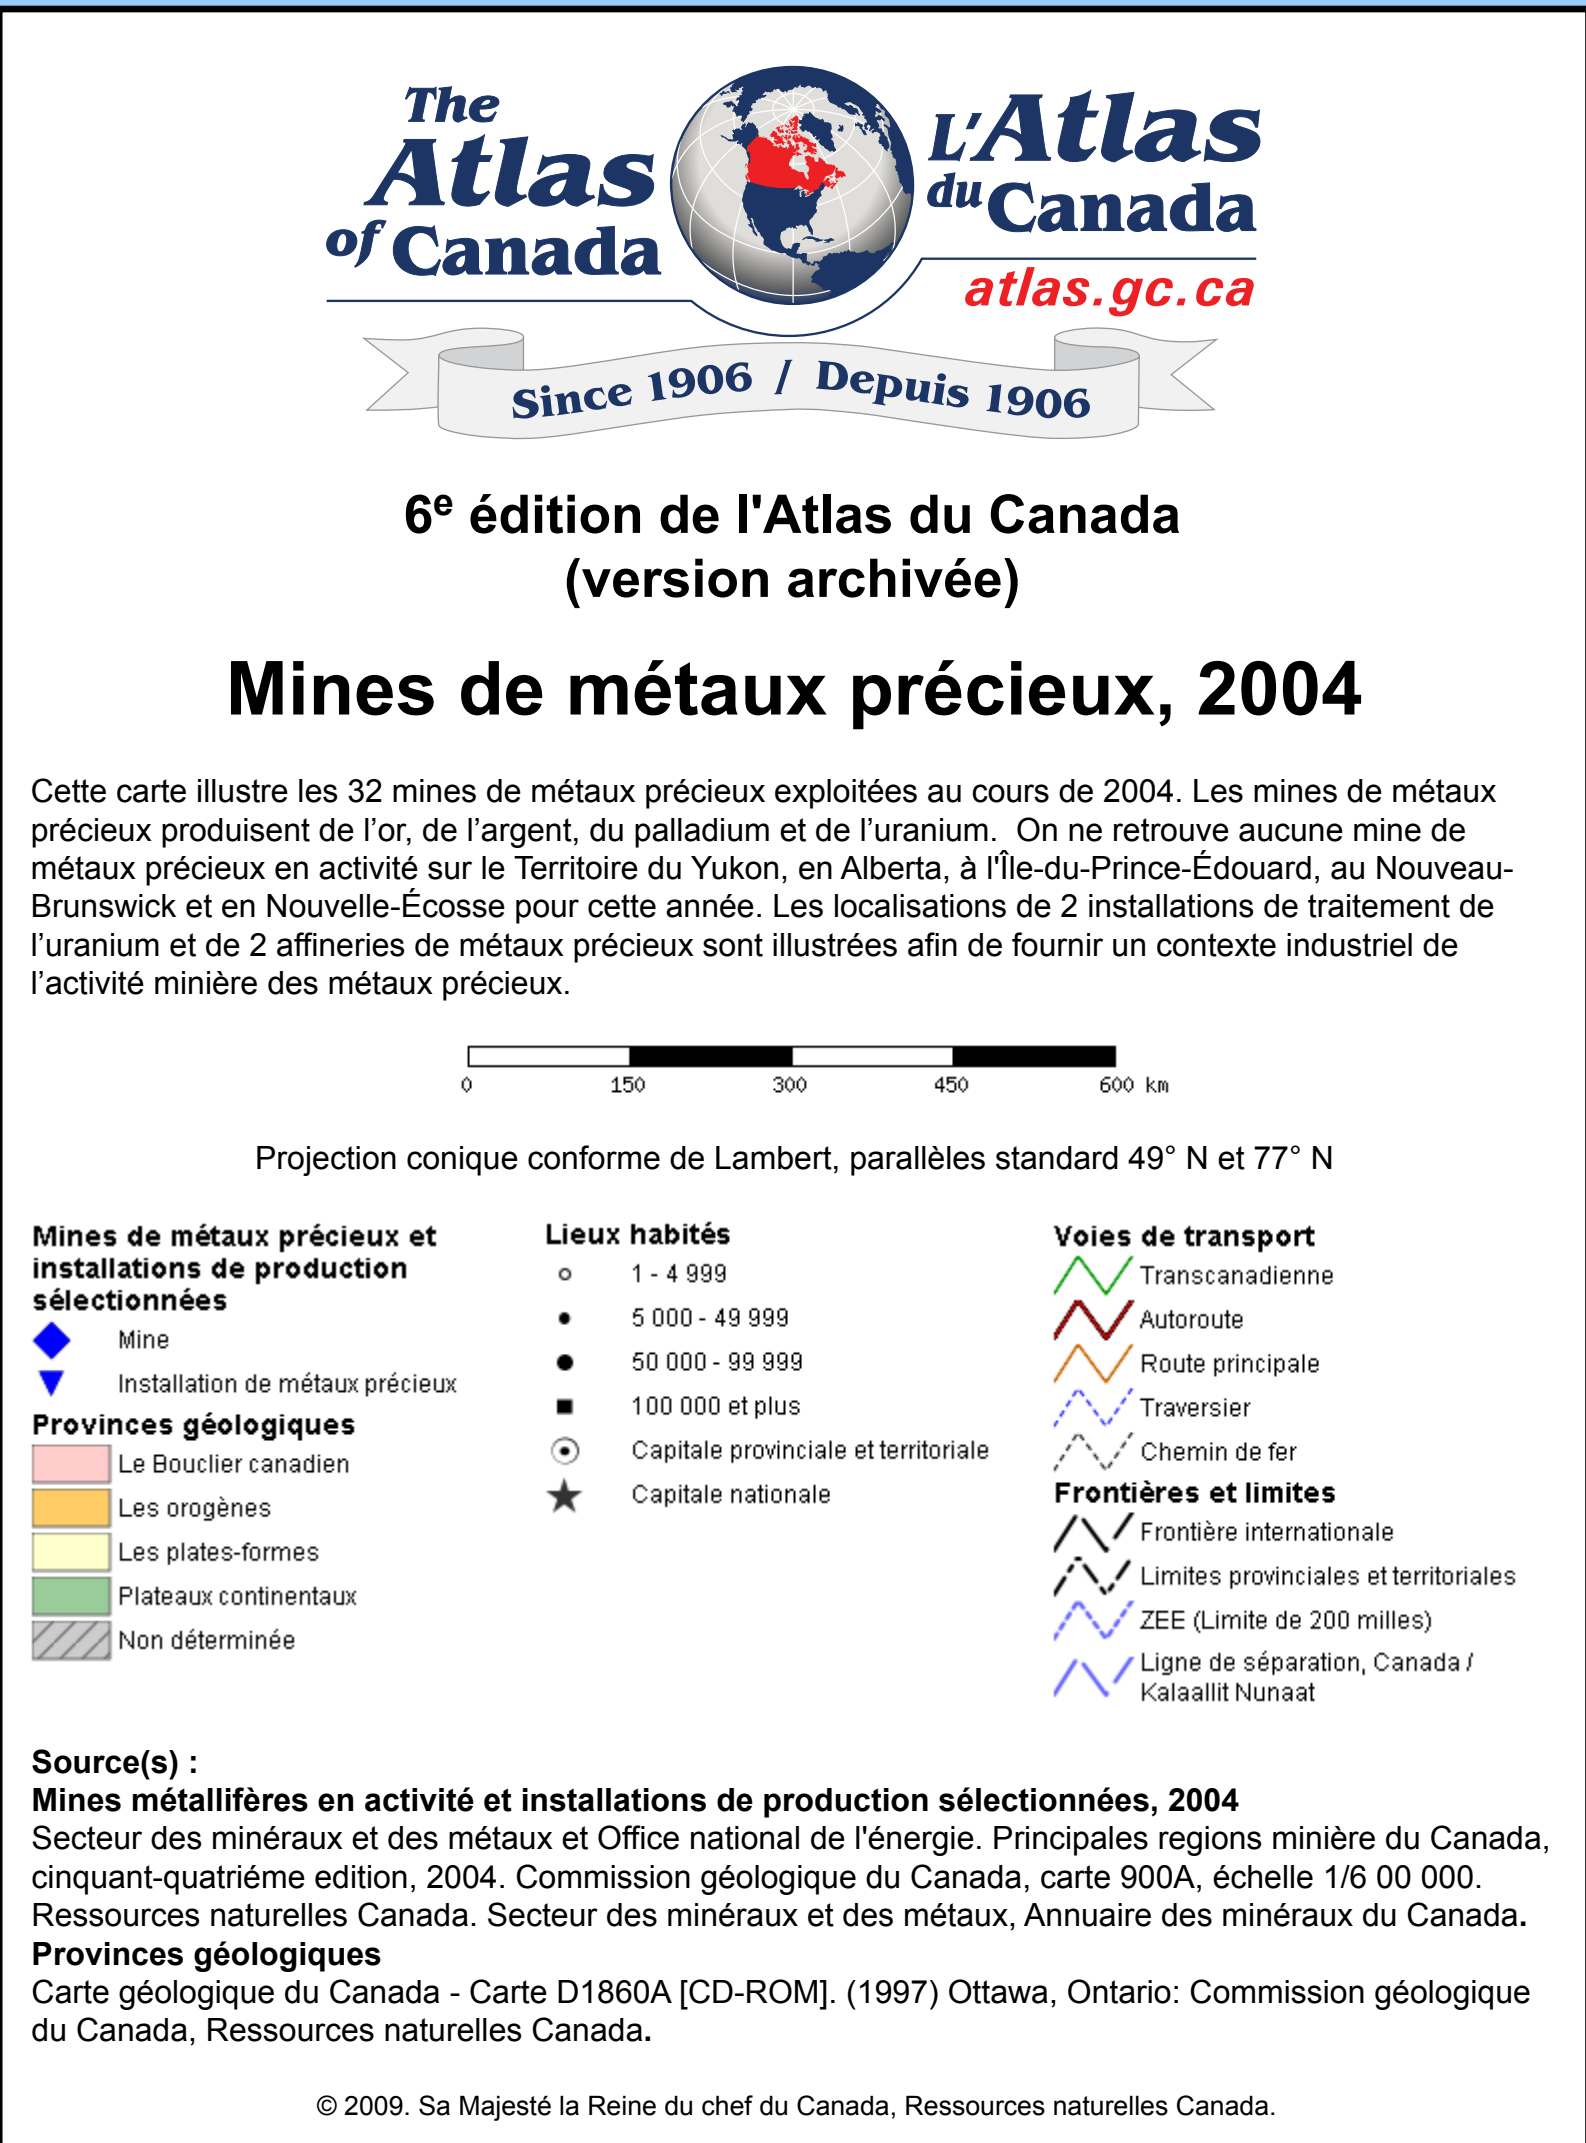 The
Atlas
of Canada
L'Atlas
du Canada
atlas.gc.ca
Since 1906 / Depuis 1906
6e édition de l'Atlas du Canada
(version archivée)
Mines de métaux précieux, 2004
Cette carte illustre les 32 mines de métaux précieux exploitées au cours de 2004. Les mines de métaux
précieux produisent de l’or, de l’argent, du palladium et de l’uranium.  On ne retrouve aucune mine de
métaux précieux en activité sur le Territoire du Yukon, en Alberta, à l'Île-du-Prince-Édouard, au Nouveau-
Brunswick et en Nouvelle-Écosse pour cette année. Les localisations de 2 installations de traitement de
l’uranium et de 2 affineries de métaux précieux sont illustrées afin de fournir un contexte industriel de
l’activité minière des métaux précieux.
0 150 300 450 600 km
Projection conique conforme de Lambert, parallèles standard 49° N et 77° N
Mines de métaux précieux et
installations de production
sélectionnées
Mine
Installation de métaux précieux
Provinces géologiques
Le Bouclier canadien
Les orogènes
Les plates-formes
Plateaux continentaux
Non déterminée
Lieux habités
1 - 4 999
5 000 - 49 999
50 000 - 99 999
100 000 et plus
Capitale provinciale et territoriale
Capitale nationale
Voies de transport
Transcanadienne
Autoroute
Route principale
Traversier
Chemin de fer
Frontières et limites
Frontière internationale
Limites provinciales et territoriales
ZEE (Limite de 200 milles)
Ligne de séparation, Canada /
Kalaallit Nunaat
Source(s) :
Mines métallifères en activité et installations de production sélectionnées, 2004
Secteur des minéraux et des métaux et Office national de l'énergie. Principales regions minière du Canada,
cinquant-quatriéme edition, 2004. Commission géologique du Canada, carte 900A, échelle 1/6 00 000.
Ressources naturelles Canada. Secteur des minéraux et des métaux, Annuaire des minéraux du Canada.
Provinces géologiques
Carte géologique du Canada - Carte D1860A [CD-ROM]. (1997) Ottawa, Ontario: Commission géologique
du Canada, Ressources naturelles Canada.
© 2009. Sa Majesté la Reine du chef du Canada, Ressources naturelles Canada.